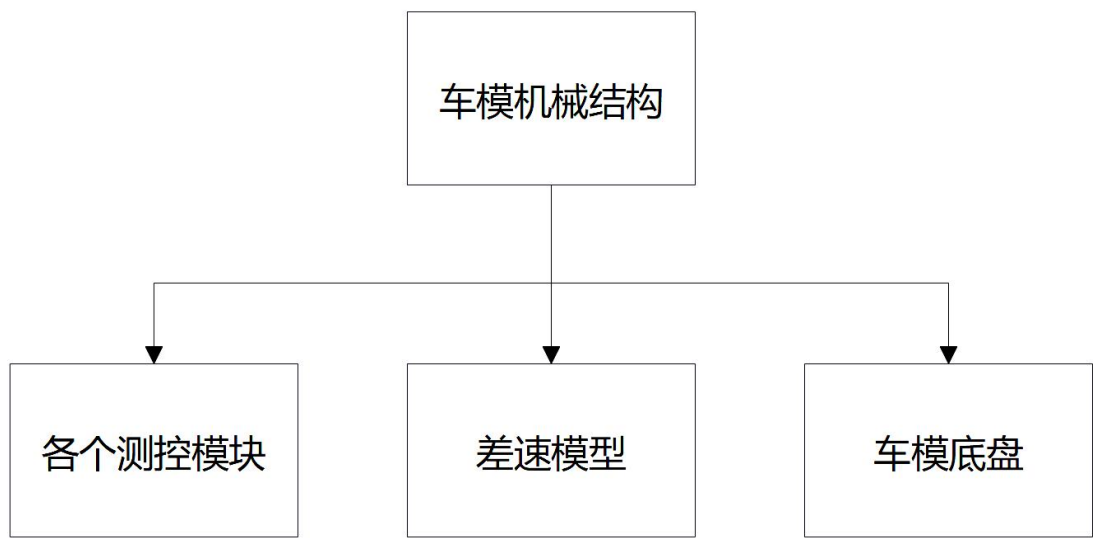 车模机械结构
各个测控模块
差速模型
车模底盘